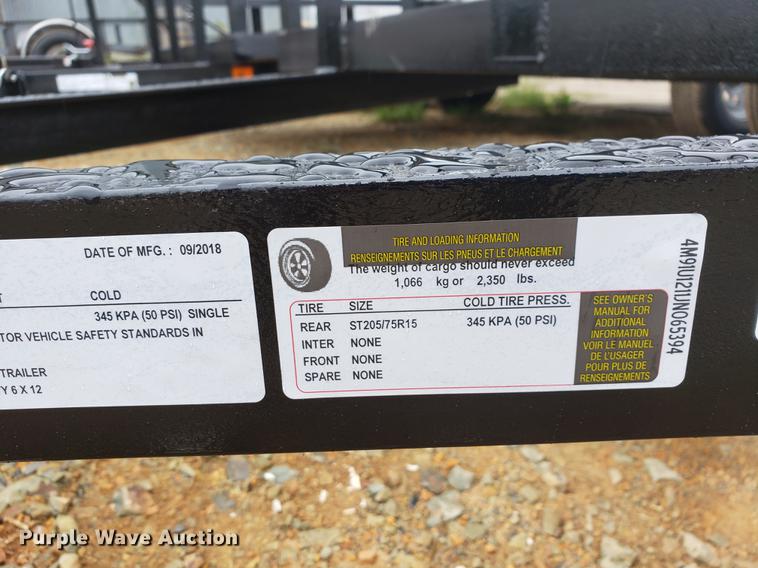 DATE OF MFG. : 09/2018
COLD
345 KPA (50 PSI) SINGLE
TOR VEHICLE SAFETY STANDARDS IN
TRAILER
Y 6 X 12
TIRE AND LOADING INFORMATION
RENSEIGNEMENTS SUR LES PNEUS ET LE CHARGEMENT
The weight of cargo should never exceed
1,066 kg or 2,350 lbs.
TIRE SIZE COLD TIRE PRESS.
REAR ST205/75R15 345 KPA (50 PSI)
INTER NONE
FRONT NONE
SPARE NONE
SEE OWNER'S
MANUAL FOR
ADDITIONAL
INFORMATION
VOIR LE MANUEL
DE L'USAGER
POUR PLUS DE
RENSEIGNEMENTS
Purple Wave Auction